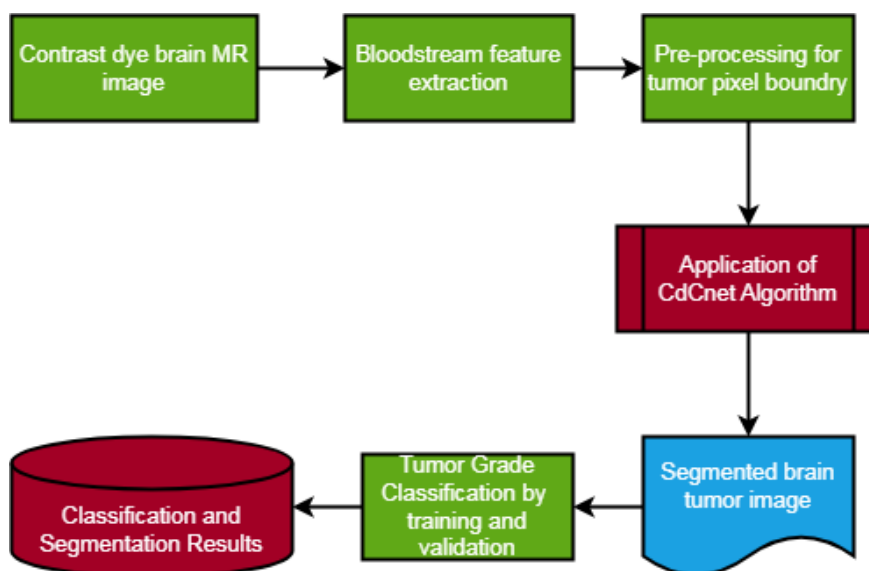 Contrast dye brain MR
image
Bloodstream feature
extraction
Pre-processing for
tumor pixel boundry
Application of
CdCnet Algorithm
Segmented brain
tumor image
Tumor Grade
Classification by
training and
validation
Classification and
Segmentation Results